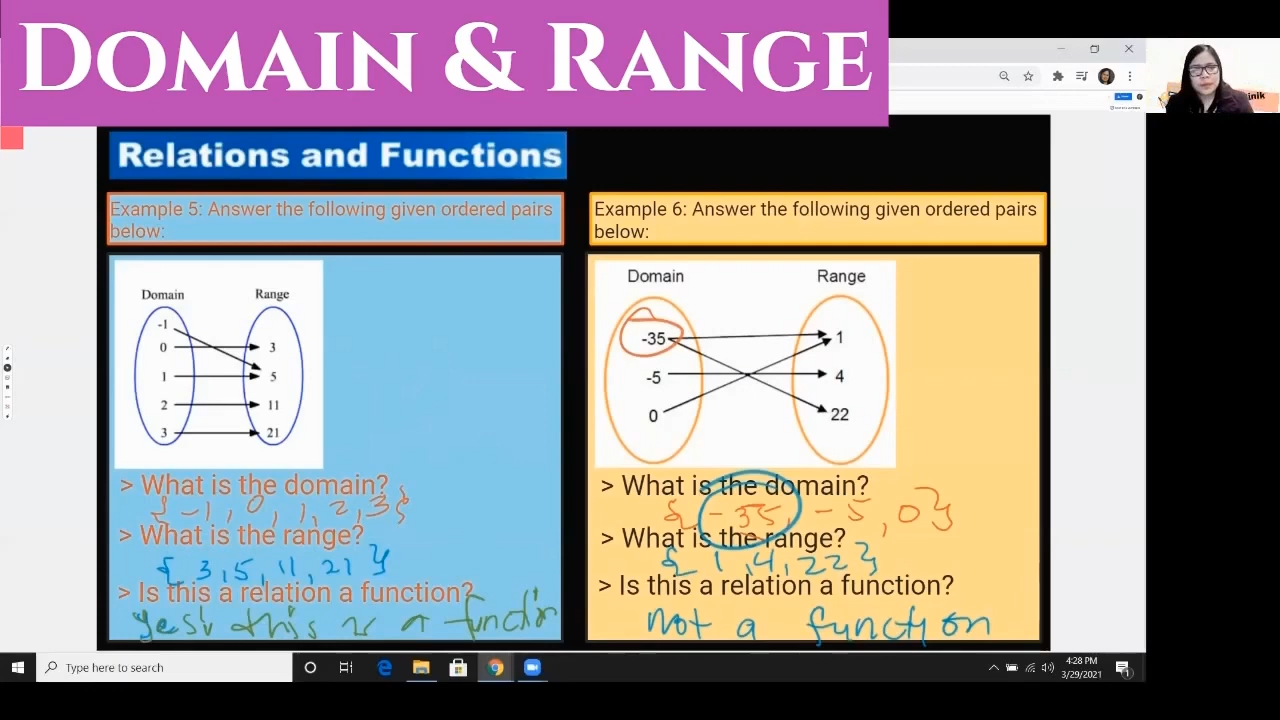 DOMAIN & RANGE
Relations and Functions
Example 5: Answer the following given ordered pairs
below:
Domain
Range
-1
0
3
1
5
2
11
3
21
> What is the domain?
{ -1, 0, 1, 2, 3 }
> What is the range?
{ 3, 5, 11, 21 }
> Is this a relation a function?
this is a function
Example 6: Answer the following given ordered pairs
below:
Domain
Range
-35
1
-5
4
0
22
> What is the domain?
{ -35, -5, 0 }
> What is the range?
{ 1, 4, 22 }
> Is this a relation a function?
not a function
Type here to search
4:28 PM
3/29/2021